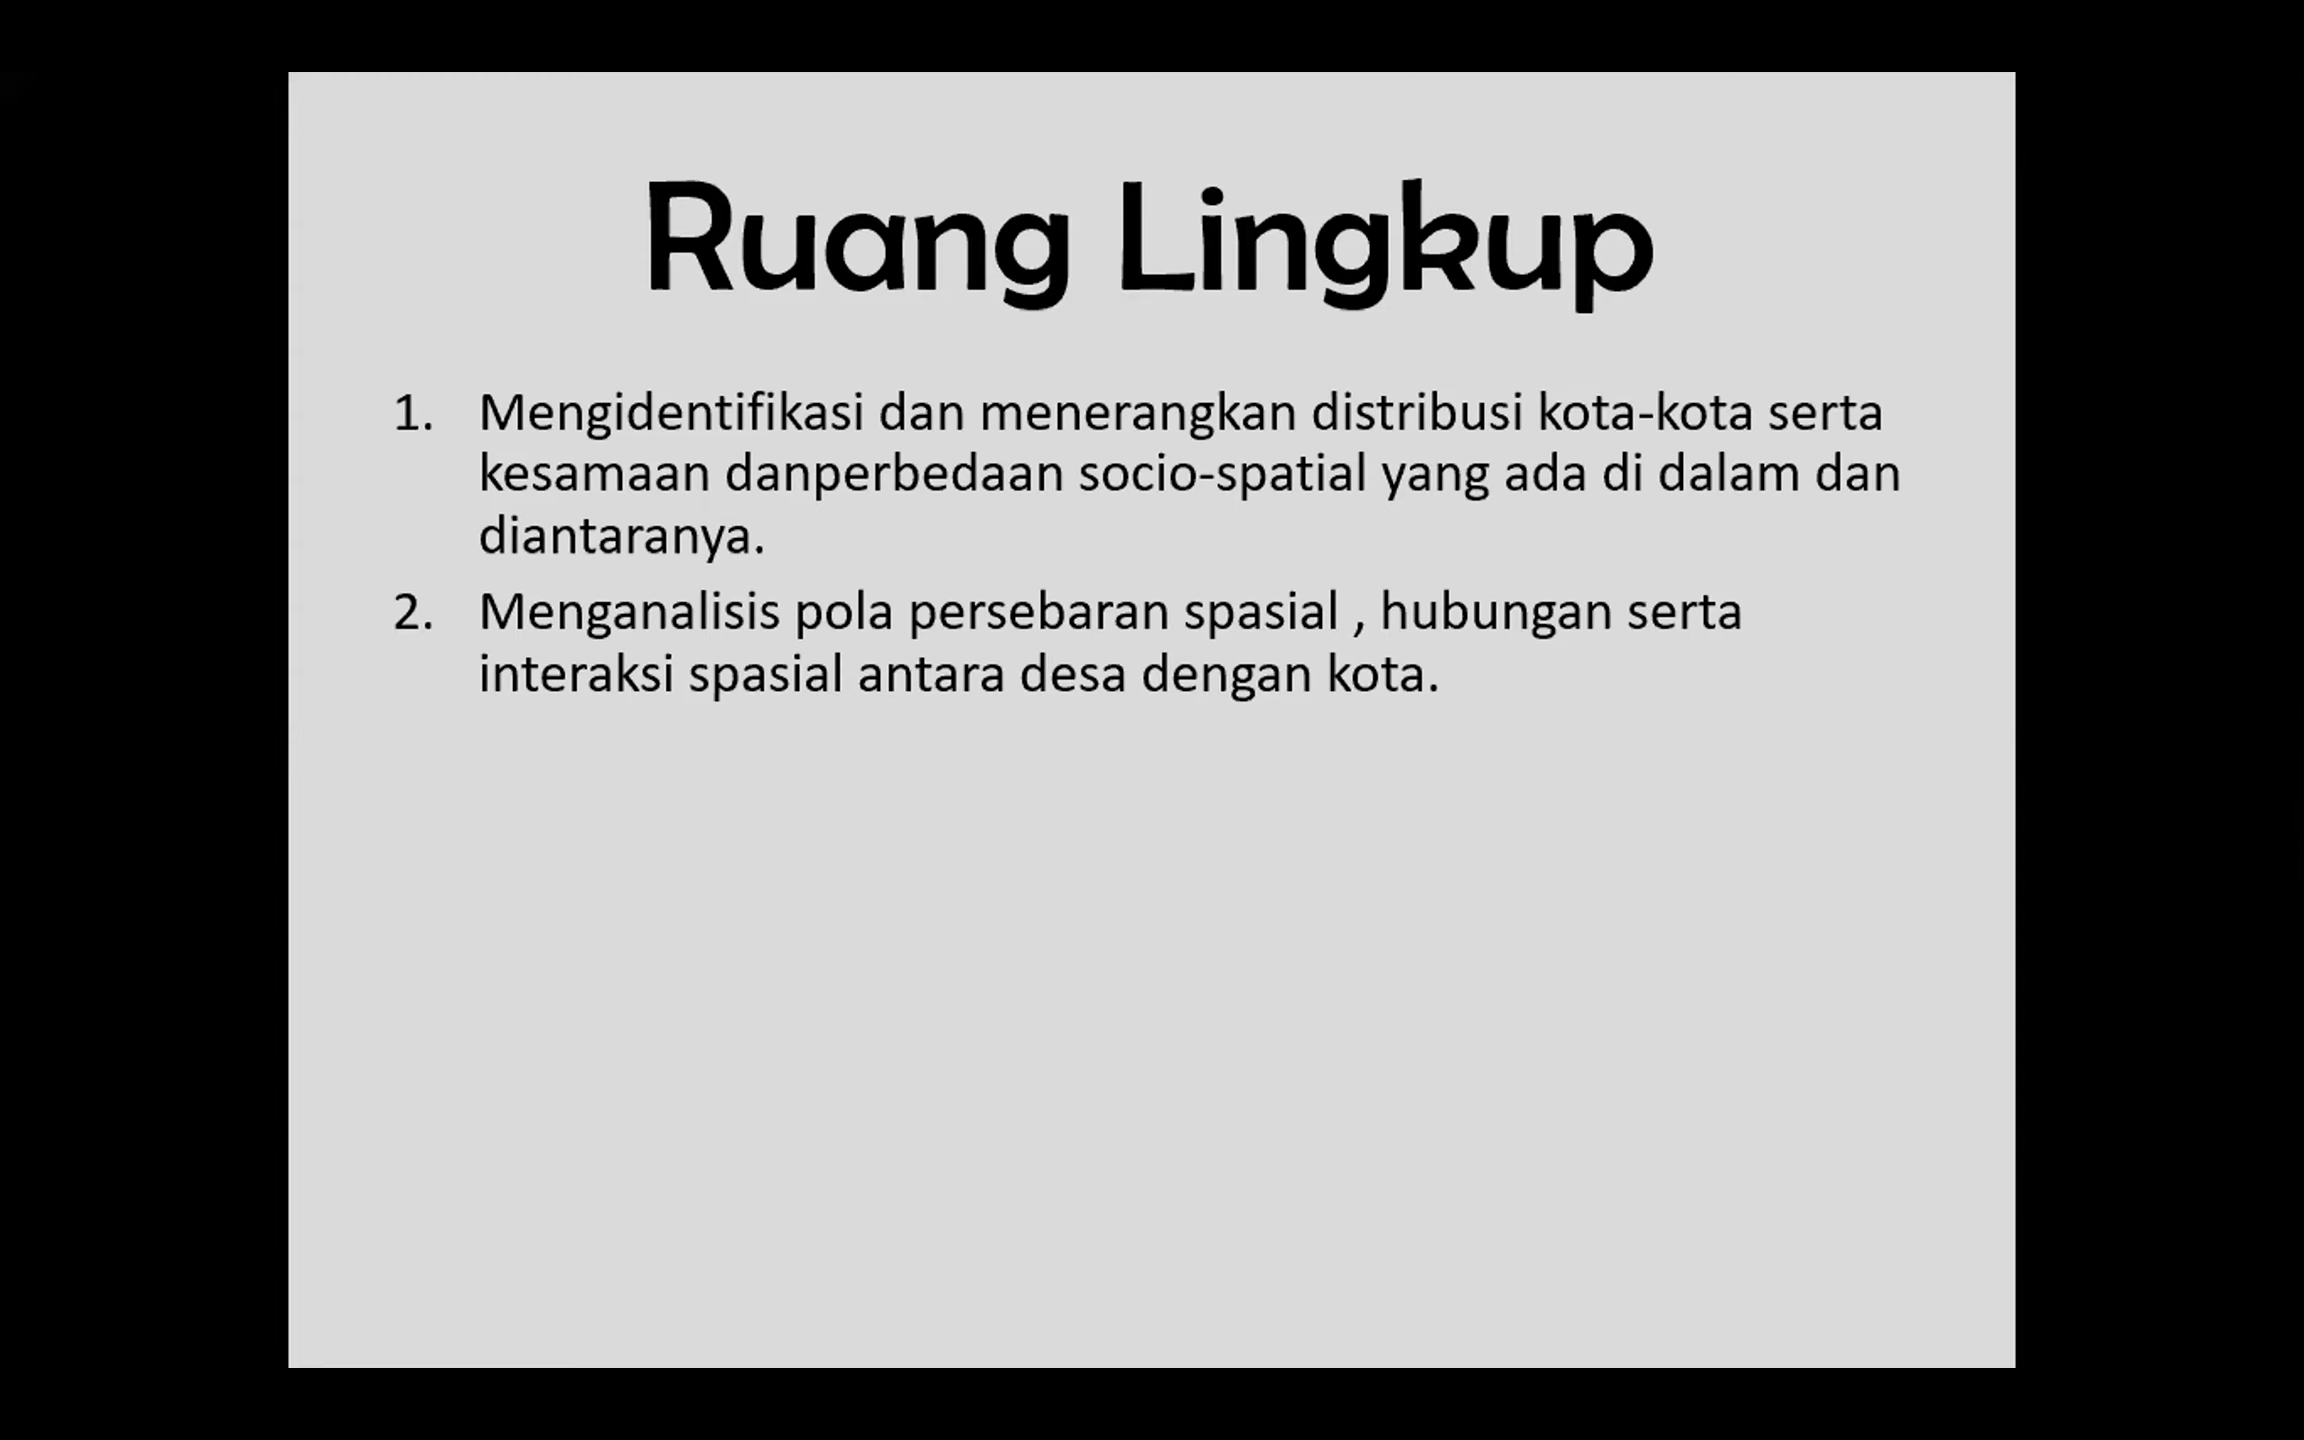 Ruang Lingkup
1. Mengidentifikasi dan menerangkan distribusi kota-kota serta
kesamaan danperbedaan socio-spatial yang ada di dalam dan
diantaranya.
2. Menganalisis pola persebaran spasial , hubungan serta
interaksi spasial antara desa dengan kota.